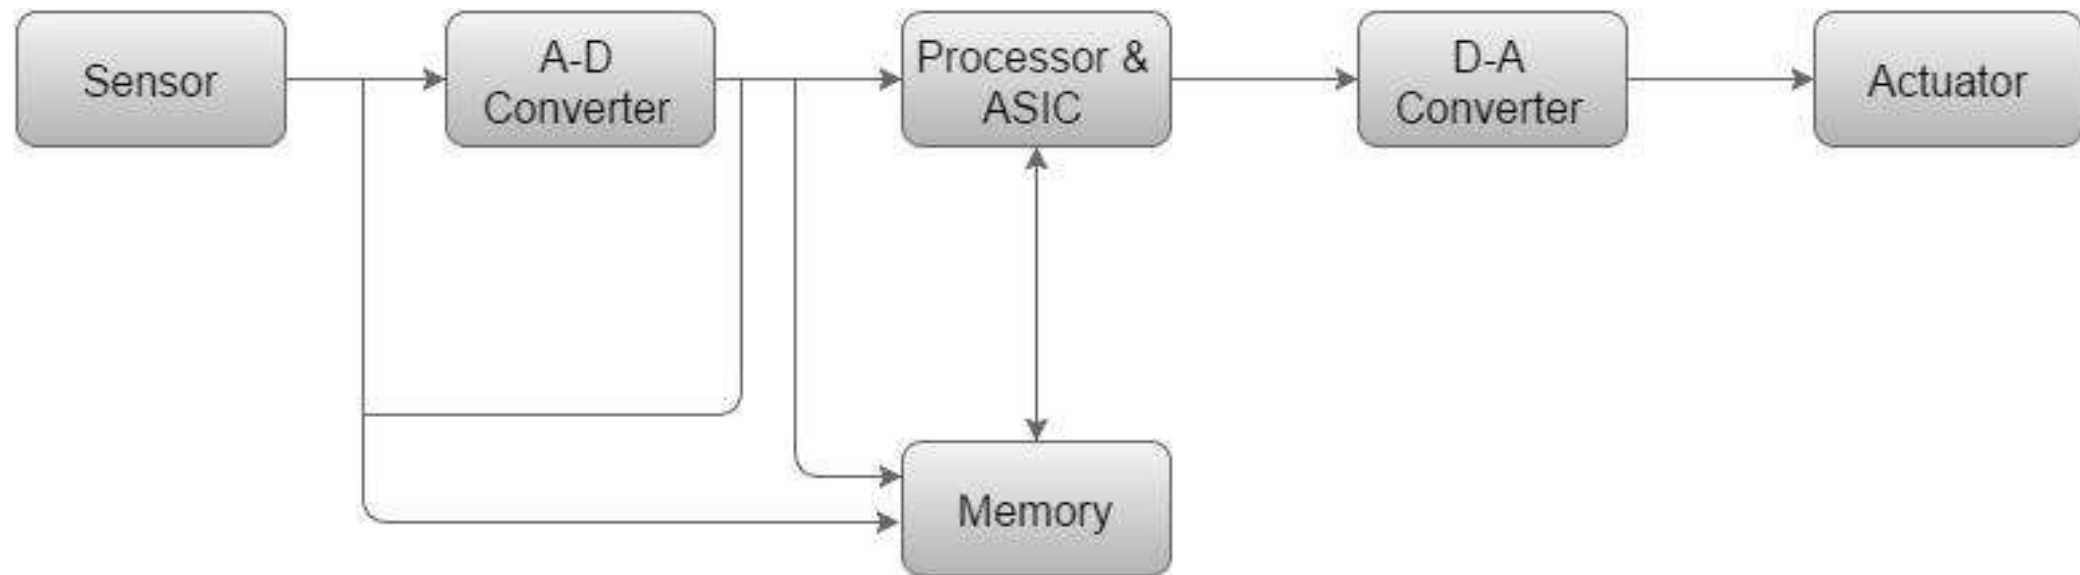 Sensor
A-D
Converter
Processor &
ASIC
D-A
Converter
Actuator
Memory